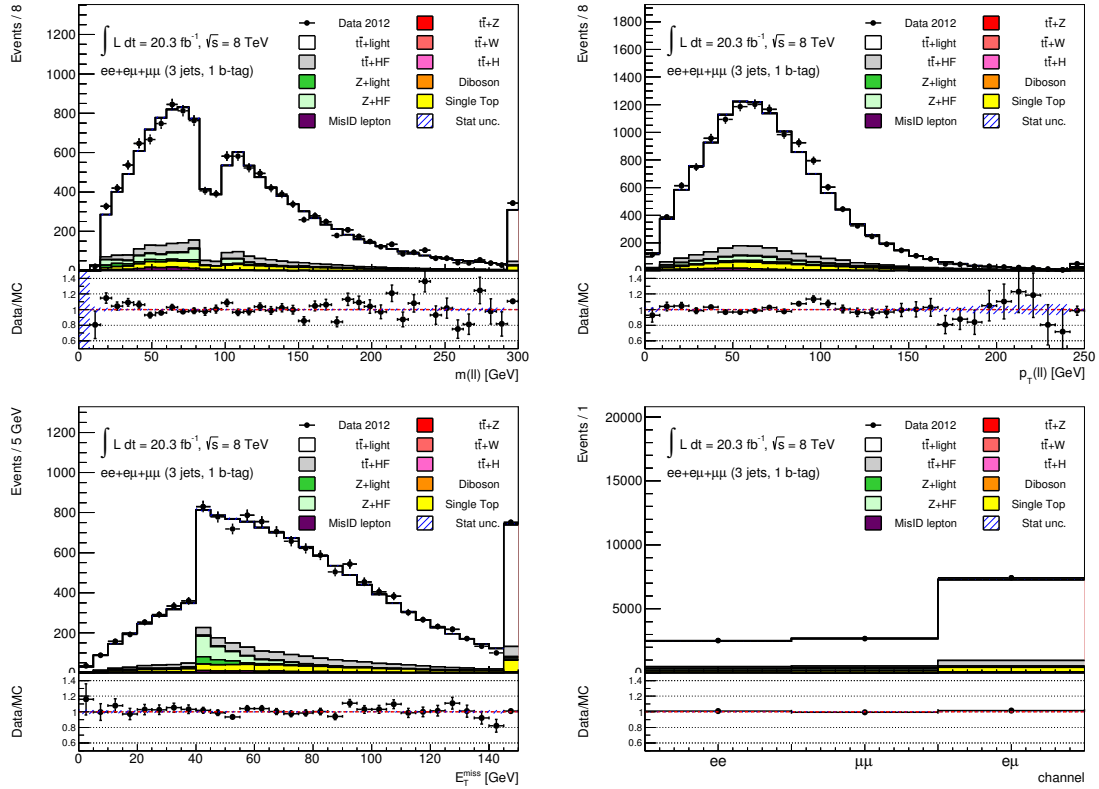 Events / 8
1200
1000
800
600
400
200
0
∫ L dt = 20.3 fb⁻¹, √s = 8 TeV
ee+eμ+μμ (3 jets, 1 b-tag)
Data 2012
tt̄+light
tt̄+HF
Z+light
Z+HF
MisID lepton
tt̄+Z
tt̄+W
tt̄+H
Diboson
Single Top
Stat unc.
Data/MC
1.4
1.2
1
0.8
0.6
0 50 100 150 200 250 300
m(ll) [GeV]
Events / 8
1800
1600
1400
1200
1000
800
600
400
200
0
∫ L dt = 20.3 fb⁻¹, √s = 8 TeV
ee+eμ+μμ (3 jets, 1 b-tag)
Data 2012
tt̄+light
tt̄+HF
Z+light
Z+HF
MisID lepton
tt̄+Z
tt̄+W
tt̄+H
Diboson
Single Top
Stat unc.
Data/MC
1.4
1.2
1
0.8
0.6
0 50 100 150 200 250
p_T(ll) [GeV]
Events / 5 GeV
1200
1000
800
600
400
200
0
∫ L dt = 20.3 fb⁻¹, √s = 8 TeV
ee+eμ+μμ (3 jets, 1 b-tag)
Data 2012
tt̄+light
tt̄+HF
Z+light
Z+HF
MisID lepton
tt̄+Z
tt̄+W
tt̄+H
Diboson
Single Top
Stat unc.
Data/MC
1.4
1.2
1
0.8
0.6
0 20 40 60 80 100 120 140
E_T^miss [GeV]
Events / 1
20000
15000
10000
5000
0
∫ L dt = 20.3 fb⁻¹, √s = 8 TeV
ee+eμ+μμ (3 jets, 1 b-tag)
Data 2012
tt̄+light
tt̄+HF
Z+light
Z+HF
MisID lepton
tt̄+Z
tt̄+W
tt̄+H
Diboson
Single Top
Stat unc.
Data/MC
1.4
1.2
1
0.8
0.6
ee μμ eμ
channel